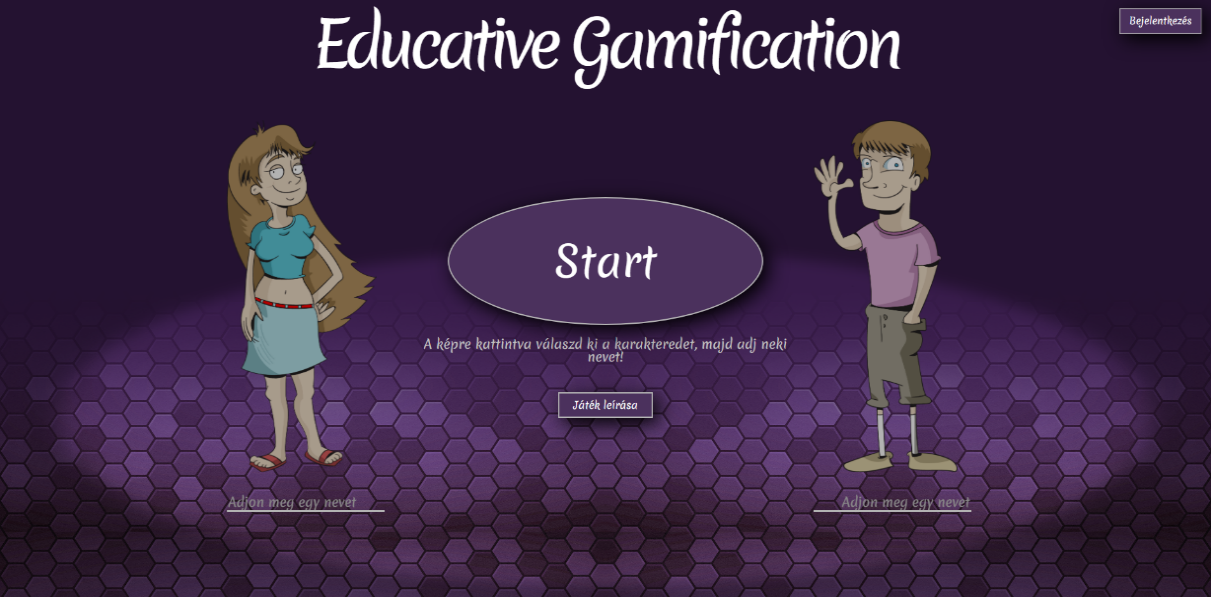 Educative Gamification
Bejelentkezés
Start
A képre kattintva válaszd ki a karakteredet, majd adj neki
nevet!
Játék leírása
Adjon meg egy nevet
Adjon meg egy nevet